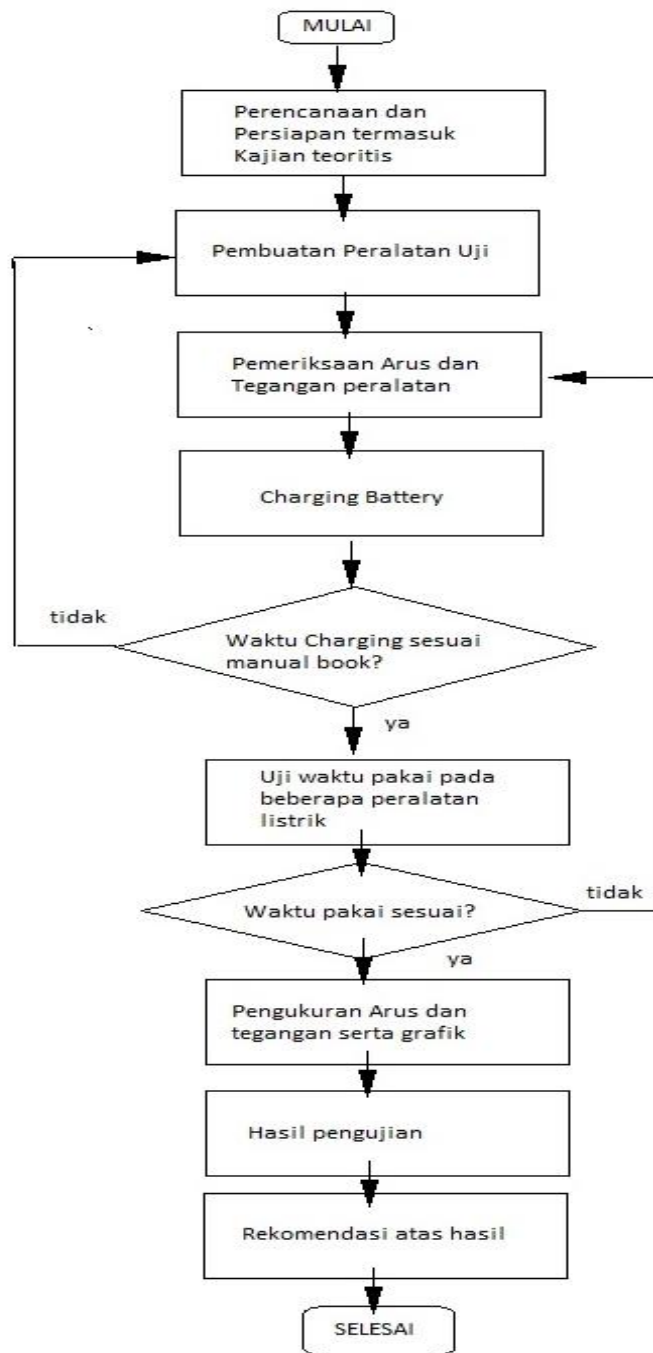 MULAI
Perencanaan dan
Persiapan termasuk
Kajian teoritis
Pembuatan Peralatan Uji
Pemeriksaan Arus dan
Tegangan peralatan
Charging Battery
tidak
Waktu Charging sesuai
manual book?
ya
Uji waktu pakai pada
beberapa peralatan
listrik
tidak
Waktu pakai sesuai?
ya
Pengukuran Arus dan
tegangan serta grafik
Hasil pengujian
Rekomendasi atas hasil
SELESAI